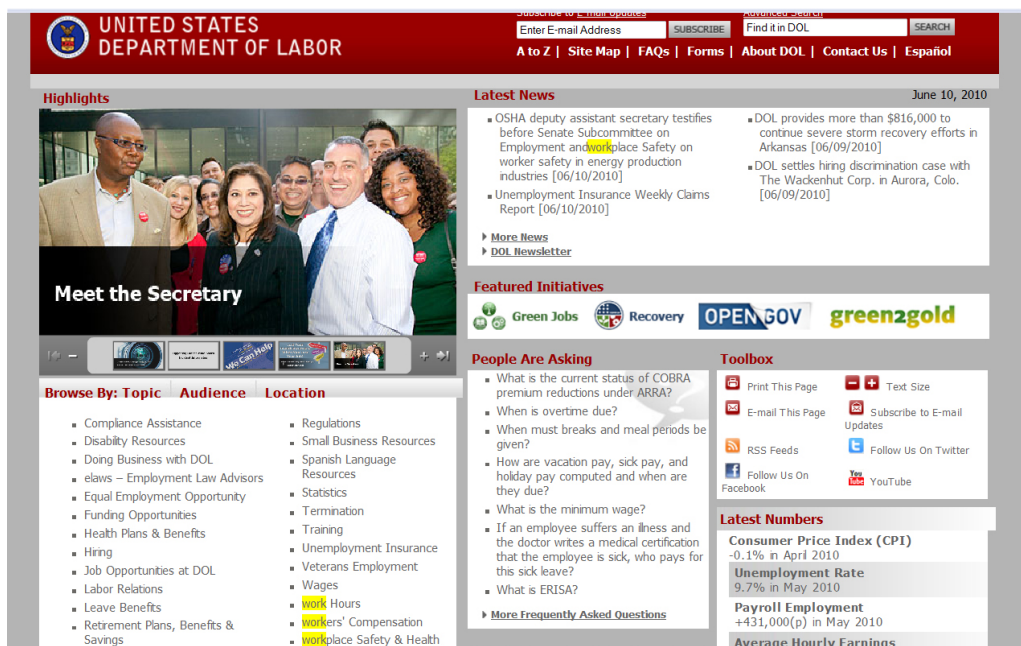 UNITED STATES
DEPARTMENT OF LABOR
Subscribe to E-mail Updates
Enter E-mail Address
SUBSCRIBE
Advanced Search
Find it in DOL
SEARCH
A to Z | Site Map | FAQs | Forms | About DOL | Contact Us | Español
Highlights
Meet the Secretary
We Can Help
Browse By: Topic
Audience
Location
Compliance Assistance
Disability Resources
Doing Business with DOL
elaws – Employment Law Advisors
Equal Employment Opportunity
Funding Opportunities
Health Plans & Benefits
Hiring
Job Opportunities at DOL
Labor Relations
Leave Benefits
Retirement Plans, Benefits &
Savings
Regulations
Small Business Resources
Spanish Language
Resources
Statistics
Termination
Training
Unemployment Insurance
Veterans Employment
Wages
work Hours
workers' Compensation
workplace Safety & Health
Latest News
June 10, 2010
OSHA deputy assistant secretary testifies
before Senate Subcommittee on
Employment andworkplace Safety on
worker safety in energy production
industries [06/10/2010]
Unemployment Insurance Weekly Claims
Report [06/10/2010]
DOL provides more than $816,000 to
continue severe storm recovery efforts in
Arkansas [06/09/2010]
DOL settles hiring discrimination case with
The Wackenhut Corp. in Aurora, Colo.
[06/09/2010]
More News
DOL Newsletter
Featured Initiatives
Green Jobs
Recovery
OPEN GOV
green2gold
People Are Asking
What is the current status of COBRA
premium reductions under ARRA?
When is overtime due?
When must breaks and meal periods be
given?
How are vacation pay, sick pay, and
holiday pay computed and when are
they due?
What is the minimum wage?
If an employee suffers an illness and
the doctor writes a medical certification
that the employee is sick, who pays for
this sick leave?
What is ERISA?
More Frequently Asked Questions
Toolbox
Print This Page
Text Size
E-mail This Page
Subscribe to E-mail
Updates
RSS Feeds
Follow Us On Twitter
Follow Us On
Facebook
You
Tube
YouTube
Latest Numbers
Consumer Price Index (CPI)
-0.1% in April 2010
Unemployment Rate
9.7% in May 2010
Payroll Employment
+431,000(p) in May 2010
Average Hourly Earnings